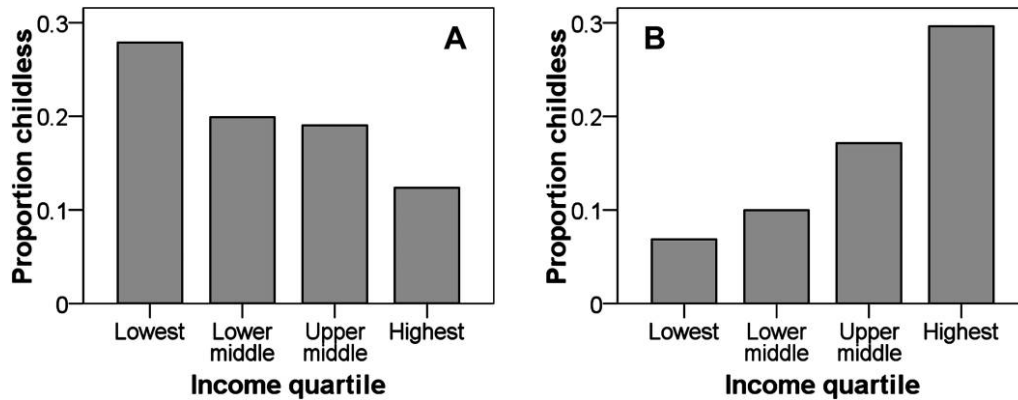 A
Proportion childless
0.3
0.2
0.1
0
Lowest
Lower
middle
Upper
middle
Highest
Income quartile
B
Proportion childless
0.3
0.2
0.1
0
Lowest
Lower
middle
Upper
middle
Highest
Income quartile